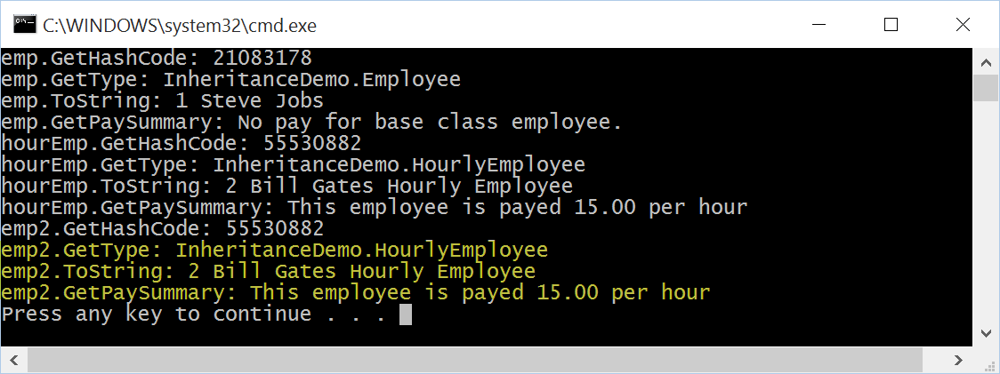 C:\WINDOWS\system32\cmd.exe
emp.GetHashCode: 21083178
emp.GetType: InheritanceDemo.Employee
emp.ToString: 1 Steve Jobs
emp.GetPaySummary: No pay for base class employee.
hourEmp.GetHashCode: 55530882
hourEmp.GetType: InheritanceDemo.HourlyEmployee
hourEmp.ToString: 2 Bill Gates Hourly Employee
hourEmp.GetPaySummary: This employee is payed 15.00 per hour
emp2.GetHashCode: 55530882
emp2.GetType: InheritanceDemo.HourlyEmployee
emp2.ToString: 2 Bill Gates Hourly Employee
emp2.GetPaySummary: This employee is payed 15.00 per hour
Press any key to continue . . .